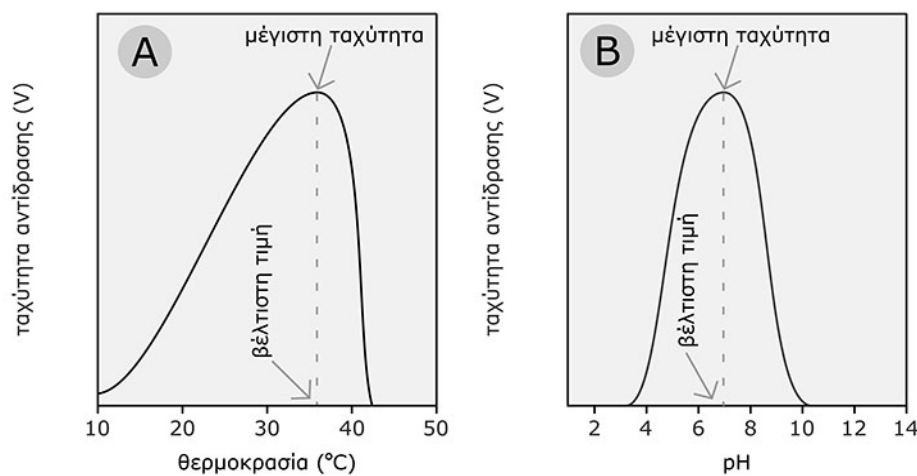 A
μέγιστη ταχύτητα
ταχύτητα αντίδρασης (V)
βέλτιστη τιμή
10 20 30 40 50
θερμοκρασία (°C)
B
μέγιστη ταχύτητα
ταχύτητα αντίδρασης (V)
βέλτιστη τιμή
2 4 6 8 10 12 14
pH